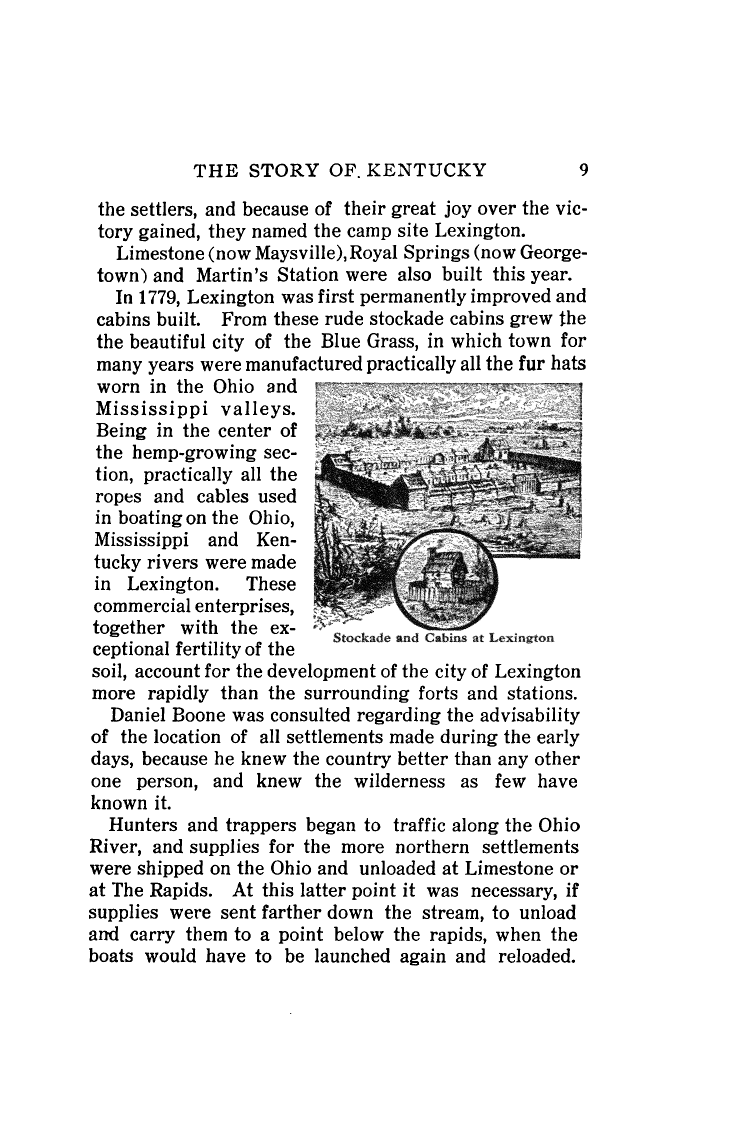 THE STORY OF. KENTUCKY 9
the settlers, and because of their great joy over the vic-
tory gained, they named the camp site Lexington.
Limestone (now Maysville), Royal Springs (now George-
town) and Martin's Station were also built this year.
In 1779, Lexington was first permanently improved and
cabins built. From these rude stockade cabins grew the
the beautiful city of the Blue Grass, in which town for
many years were manufactured practically all the fur hats
worn in the Ohio and
Mississippi valleys.
Being in the center of
the hemp-growing sec-
tion, practically all the
ropes and cables used
in boating on the Ohio,
Mississippi and Ken-
tucky rivers were made
in Lexington. These
commercial enterprises,
together with the ex-
ceptional fertility of the
Stockade and Cabins at Lexington
soil, account for the development of the city of Lexington
more rapidly than the surrounding forts and stations.
Daniel Boone was consulted regarding the advisability
of the location of all settlements made during the early
days, because he knew the country better than any other
one person, and knew the wilderness as few have
known it.
Hunters and trappers began to traffic along the Ohio
River, and supplies for the more northern settlements
were shipped on the Ohio and unloaded at Limestone or
at The Rapids. At this latter point it was necessary, if
supplies were sent farther down the stream, to unload
and carry them to a point below the rapids, when the
boats would have to be launched again and reloaded.